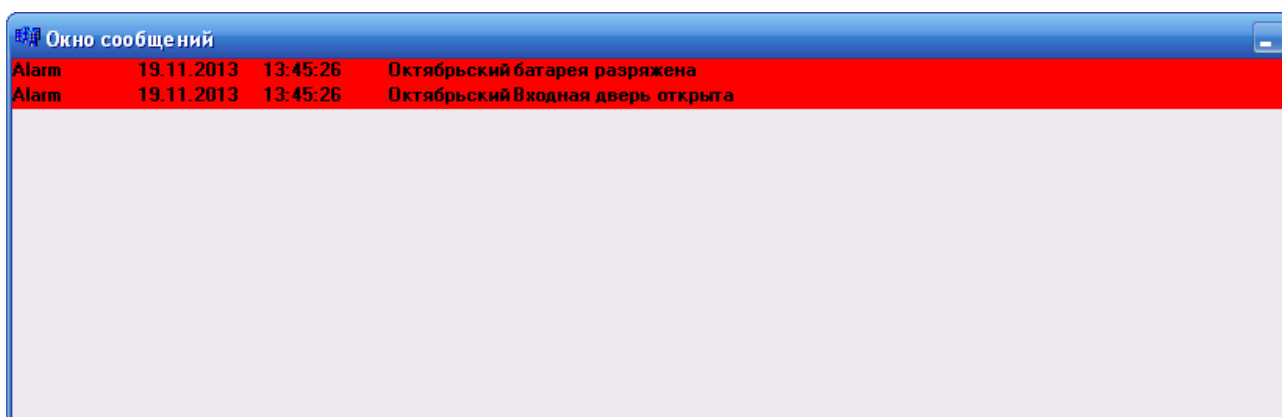 Окно сообщений
Alarm 19.11.2013 13:45:26 Октябрьский батарея разряжена
Alarm 19.11.2013 13:45:26 Октябрьский Входная дверь открыта